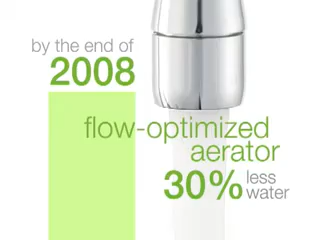 by the end of
2008
flow-optimized
aerator
30% less
water